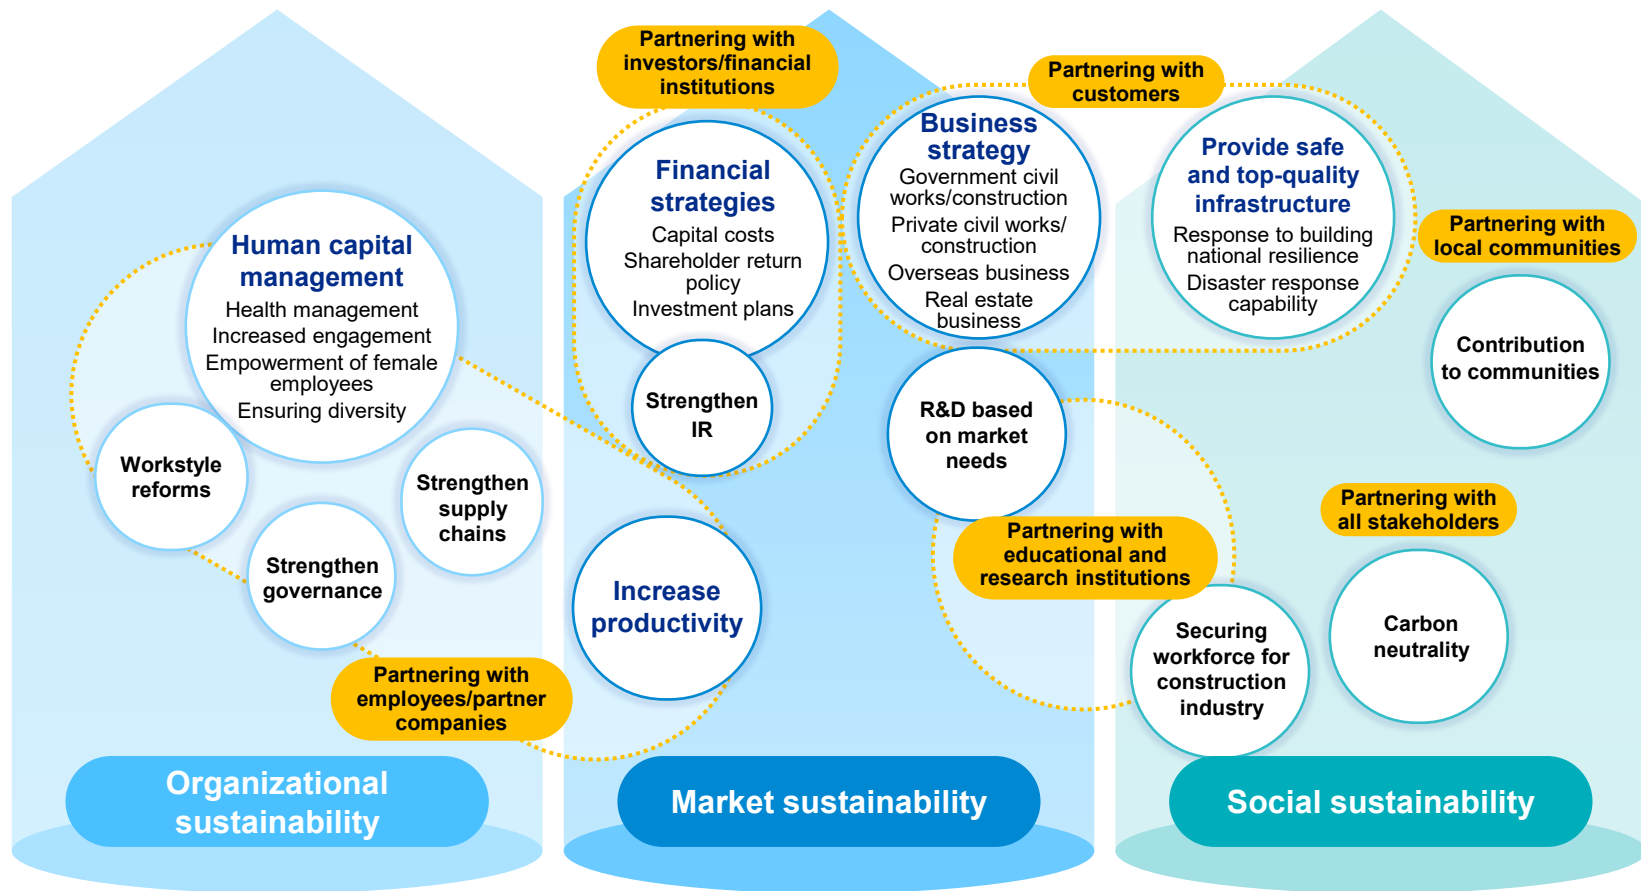 Human capital
management
Health management
Increased engagement
Empowerment of female
employees
Ensuring diversity
Workstyle
reforms
Strengthen
supply
chains
Strengthen
governance
Partnering with
employees/partner
companies
Organizational
sustainability
Partnering with
investors/financial
institutions
Financial
strategies
Capital costs
Shareholder return
policy
Investment plans
Strengthen
IR
Increase
productivity
Partnering with
customers
Business
strategy
Government civil
works/construction
Private civil works/
construction
Overseas business
Real estate
business
R&D based
on market
needs
Partnering with
educational and
research institutions
Market sustainability
Provide safe
and top-quality
infrastructure
Response to building
national resilience
Disaster response
capability
Partnering with
local communities
Contribution
to communities
Partnering with
all stakeholders
Carbon
neutrality
Securing
workforce for
construction
industry
Social sustainability